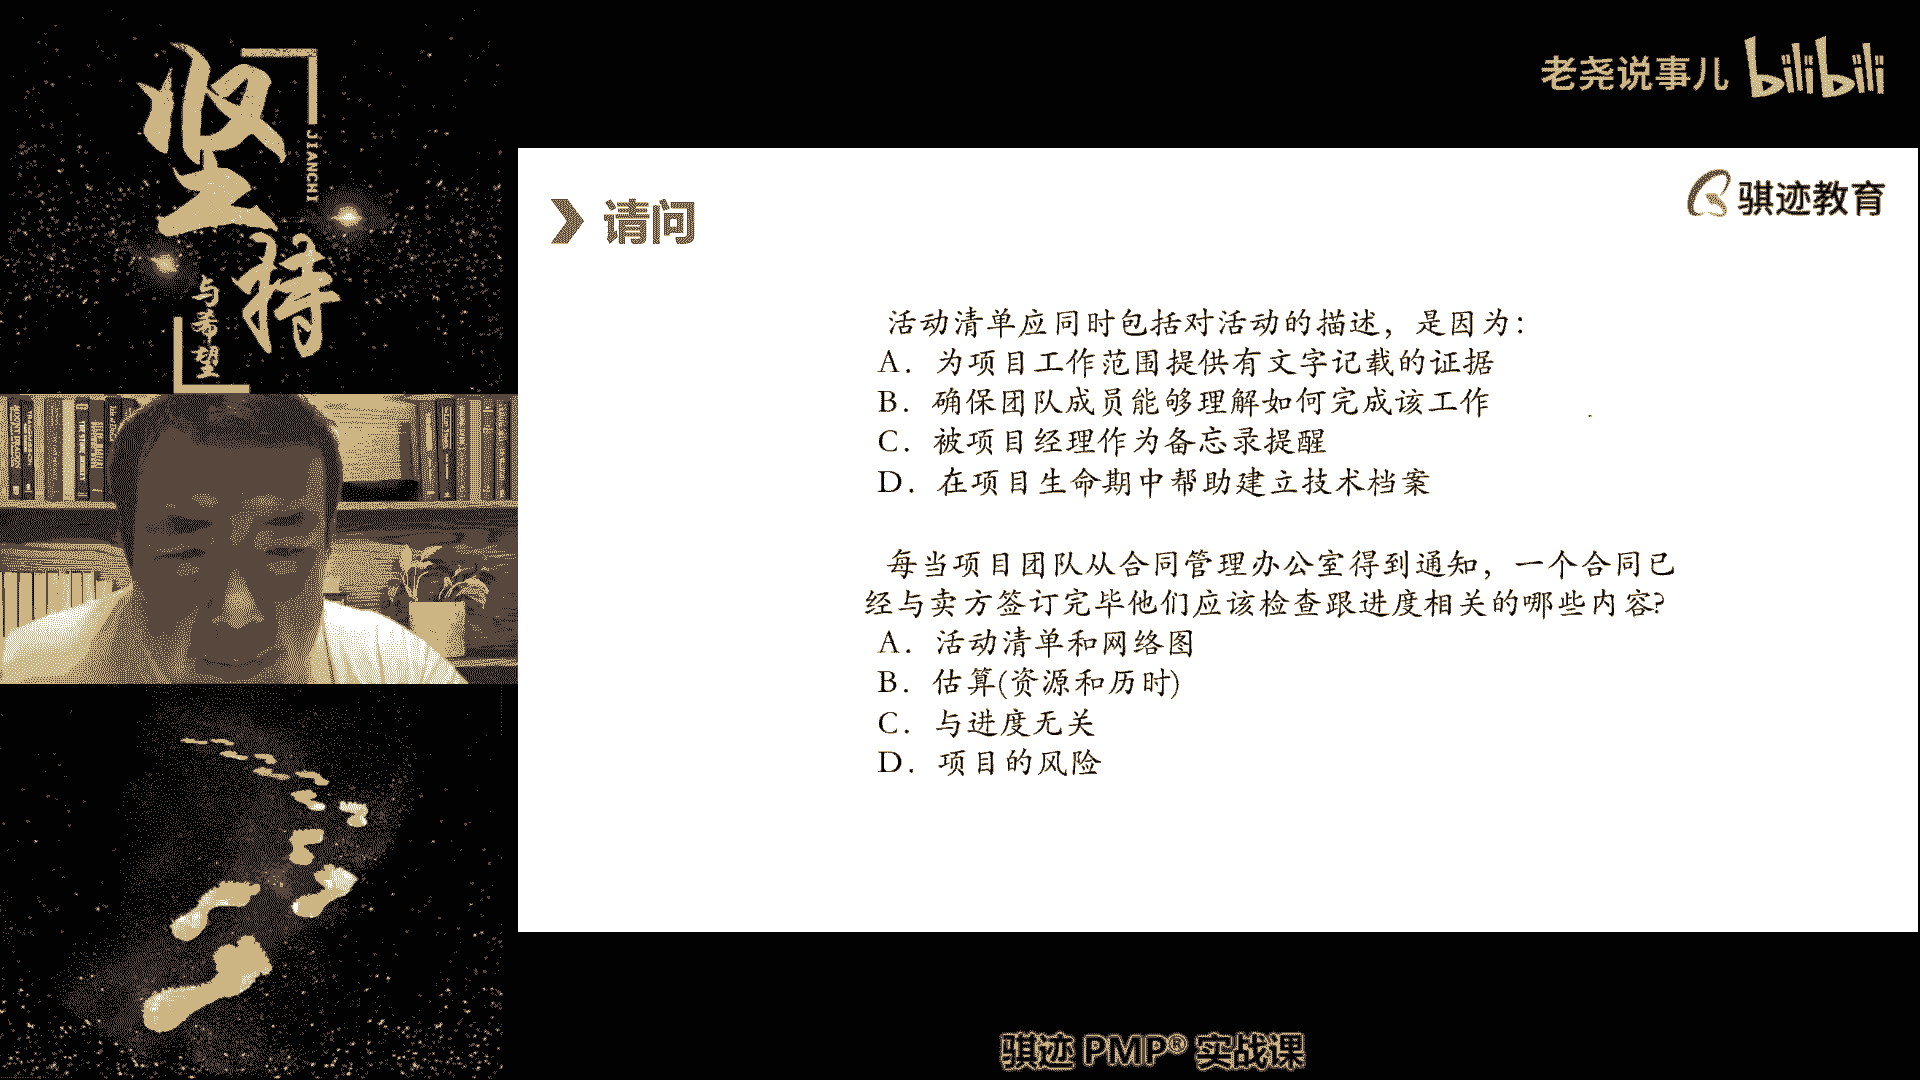 坚持
JIANCHI
与希望
老尧说事儿 bilibili
骐迹教育
请问
活动清单应同时包括对活动的描述，是因为：
A．为项目工作范围提供有文字记载的证据
B．确保团队成员能够理解如何完成该工作
C．被项目经理作为备忘录提醒
D．在项目生命期中帮助建立技术档案
每当项目团队从合同管理办公室得到通知，一个合同已
经与卖方签订完毕他们应该检查跟进度相关的哪些内容?
A．活动清单和网络图
B．估算(资源和历时)
C．与进度无关
D．项目的风险
骐迹 PMP® 实战课